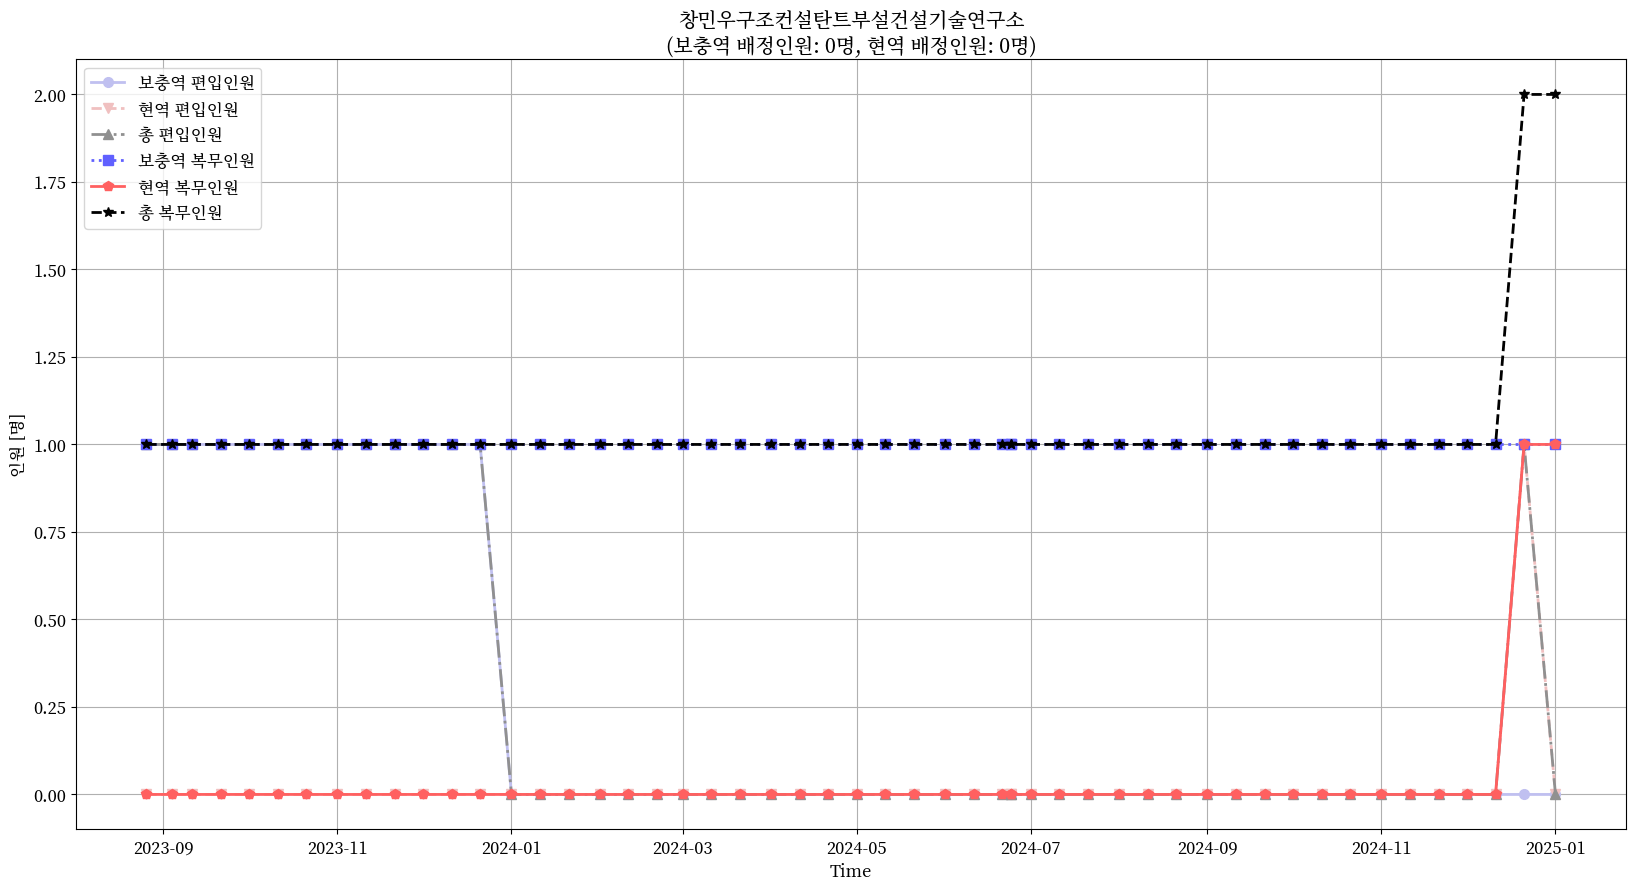 창민우구조컨설탄트부설건설기술연구소
(보충역 배정인원: 0명, 현역 배정인원: 0명)
보충역 편입인원
현역 편입인원
총 편입인원
보충역 복무인원
현역 복무인원
총 복무인원
2.00
1.75
1.50
1.25
1.00
0.75
0.50
0.25
0.00
인원 [명]
2023-09
2023-11
2024-01
2024-03
2024-05
2024-07
2024-09
2024-11
2025-01
Time